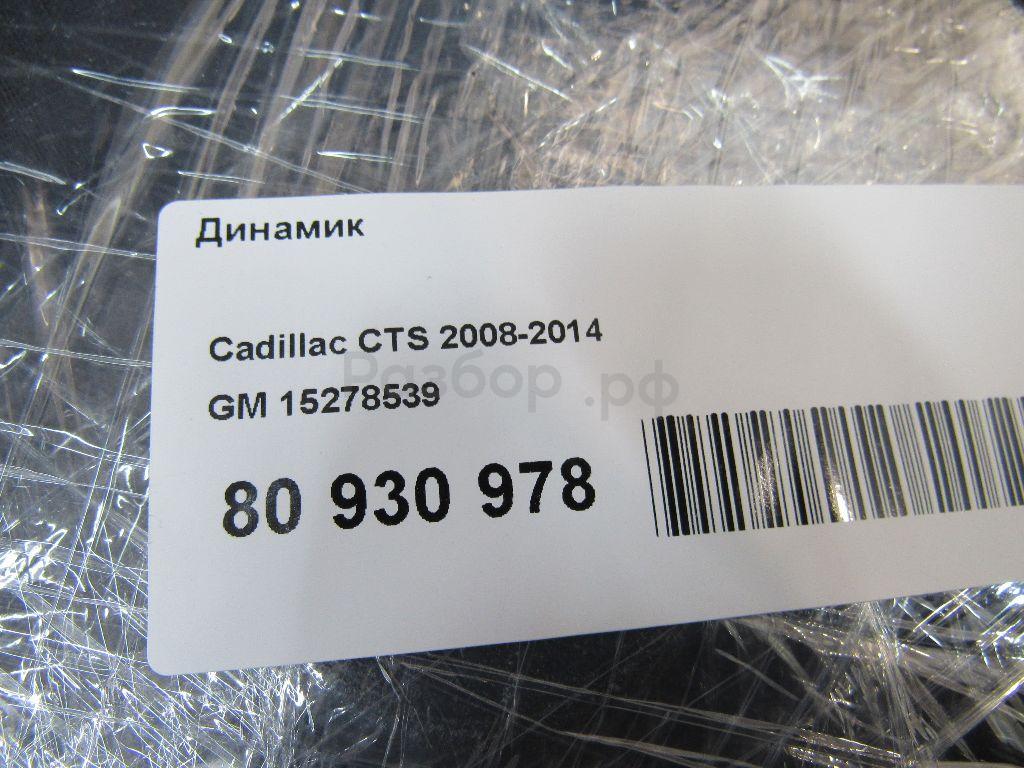 Динамик
Cadillac CTS 2008-2014
Разбор.рф
GM 15278539
80 930 978